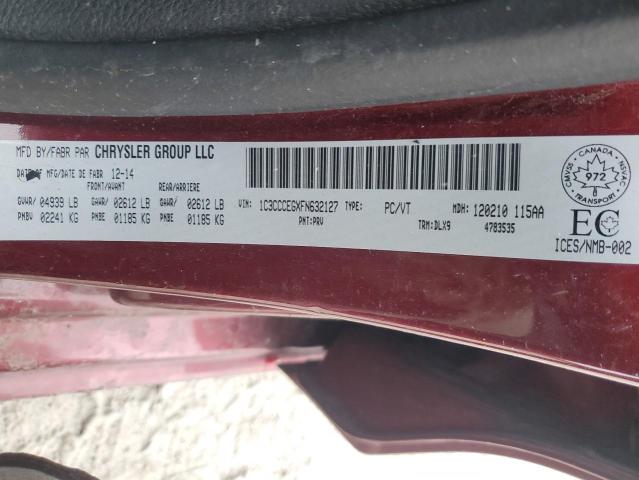 MFD BY/FABR PAR CHRYSLER GROUP LLC
DATE OF MFG/DATE DE FABR 12-14
FRONT/AVANT REAR/ARRIERE
GVWR/ 04939 LB GAWR/ 02612 LB GAWR/ 02612 LB
PNBV 02241 KG PNBE 01185 KG PNBE 01185 KG
VIN: 1C3CCCEGXFN632127 PC/VT MDH: 120210 115AA
PNT:PRV TRM:DLX9 4783535
CMVSS CANADA NSVAC
972
EC
ICES/NMB-002